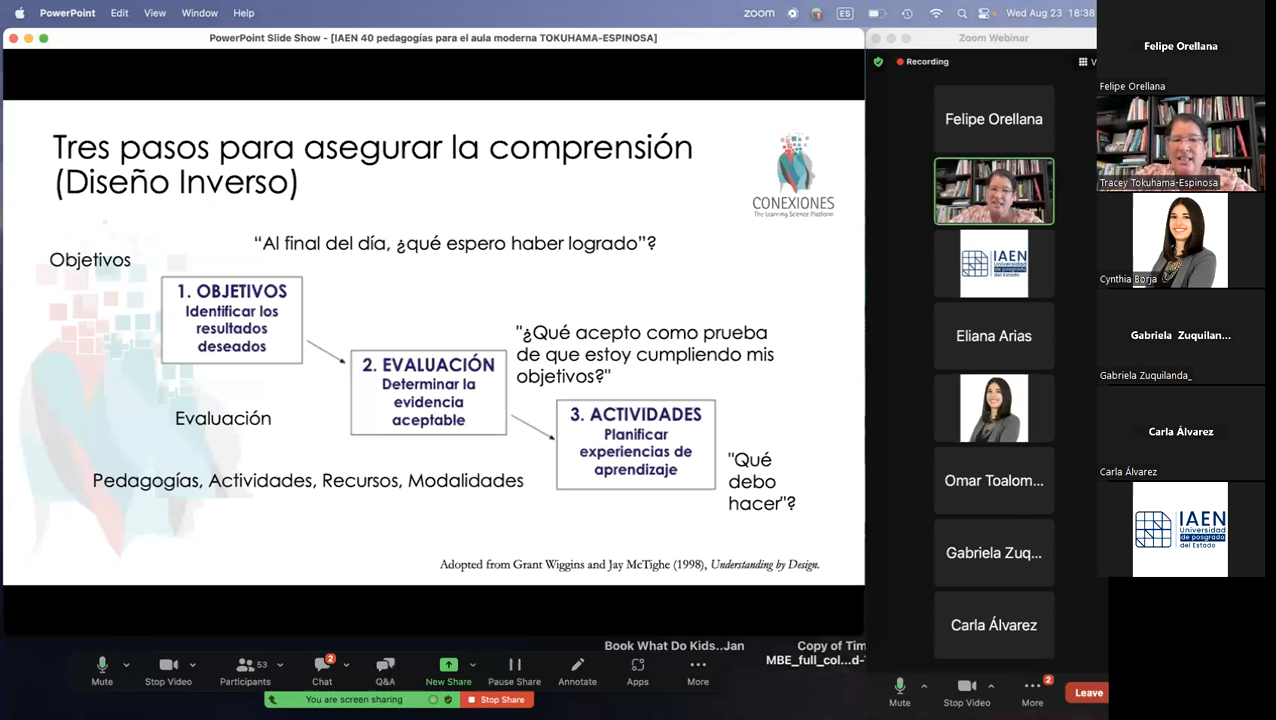 PowerPoint File Edit View Window Help
zoom
ES
Wed Aug 23 18:38
PowerPoint Slide Show - [IAEN 40 pedagogías para el aula moderna TOKUHAMA-ESPINOSA]
Tres pasos para asegurar la comprensión
(Diseño Inverso)
CONEXIONES
The Learning Science Platform
“Al final del día, ¿qué espero haber logrado”?
Objetivos
1. OBJETIVOS
Identificar los
resultados
deseados
"¿Qué acepto como prueba
de que estoy cumpliendo mis
objetivos?"
2. EVALUACIÓN
Determinar la
evidencia
aceptable
Evaluación
3. ACTIVIDADES
Planificar
experiencias de
aprendizaje
"Qué
debo
hacer"?
Pedagogías, Actividades, Recursos, Modalidades
Adopted from Grant Wiggins and Jay McTighe (1998), Understanding by Design.
Book What Do Kids..Jan
Copy of Tim
MBE_full_col...d-
Mute
Stop Video
53
Participants
2
Chat
Q&A
New Share
Pause Share
Annotate
Apps
More
You are screen sharing
Stop Share
Zoom Webinar
Recording
V
Felipe Orellana
IAEN
Universidad
de posgrado
del Estado
Eliana Arias
Omar Toalom...
Gabriela Zuq...
Carla Álvarez
Mute
Stop Video
2
More
Leave
Felipe Orellana
Felipe Orellana
Tracey Tokuhama-Espinosa
Cynthia Borja
Gabriela Zuquilan...
Gabriela Zuquilanda_
Carla Álvarez
Carla Álvarez
IAEN
Universidad
de posgrado
del Estado